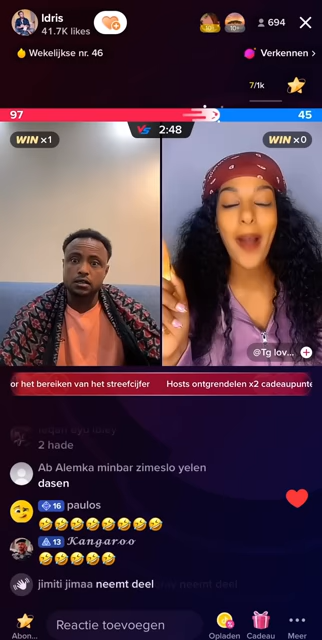 Idris
41.7K likes
10+
694
Wekelijkse nr. 46
Verkennen >
7/1k
97
VS 2:48
45
WIN x1
WIN x0
@Tg lov...
or het bereiken van het streefcijfer
Hosts ontgrendelen x2 cadeaupunte
2 hade
Ab Alemka minbar zimeslo yelen
dasen
16 paulos
🤣🤣🤣🤣🤣🤣🤣🤣
13 𝓚𝓪𝓷𝓰𝓪𝓻𝓸𝓸
🤣🤣🤣🤣🤣
jimiti jimaa neemt deel
Reactie toevoegen
Abon...
Opladen
Cadeau
Meer